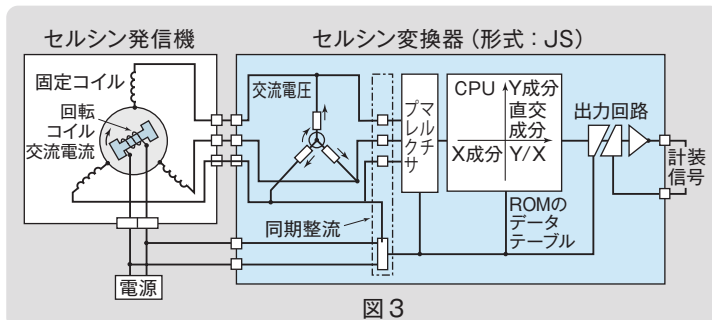 セルシン発信機
セルシン変換器（形式：JS）
固定コイル
回転
コイル
交流電流
電源
交流電圧
同期整流
マルチ
プレクサ
CPU
Y成分
直交
成分
X成分
Y/X
ROMの
データ
テーブル
出力回路
計装
信号
図3